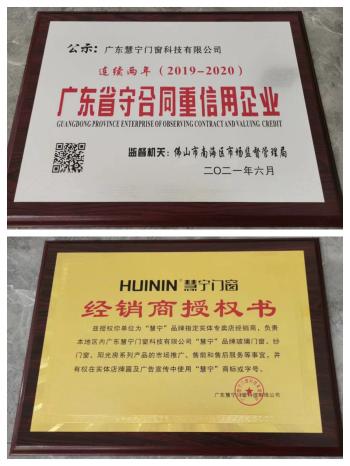 公示：广东慧宁门窗科技有限公司
连续两年（2019-2020）
广东省守合同重信用企业
GUANGDONG PROVINCE ENTERPRISE OF OBSERVING CONTRACT AND VALUING CREDIT
监督机关：佛山市南海区市场监督管理局
二〇二一年六月
HUININ 慧宁门窗
经销商授权书
兹授权你单位为“慧宁”品牌指定实体专卖店经销商，负责
本地区内广东慧宁门窗科技有限公司“慧宁”品牌玻璃门窗、纱
门窗、阳光房系列产品的市场推广、售前和售后服务等事宜，并
有权在实体店牌匾及广告宣传中使用“慧宁”商标或字号。
广东慧宁门窗科技有限公司